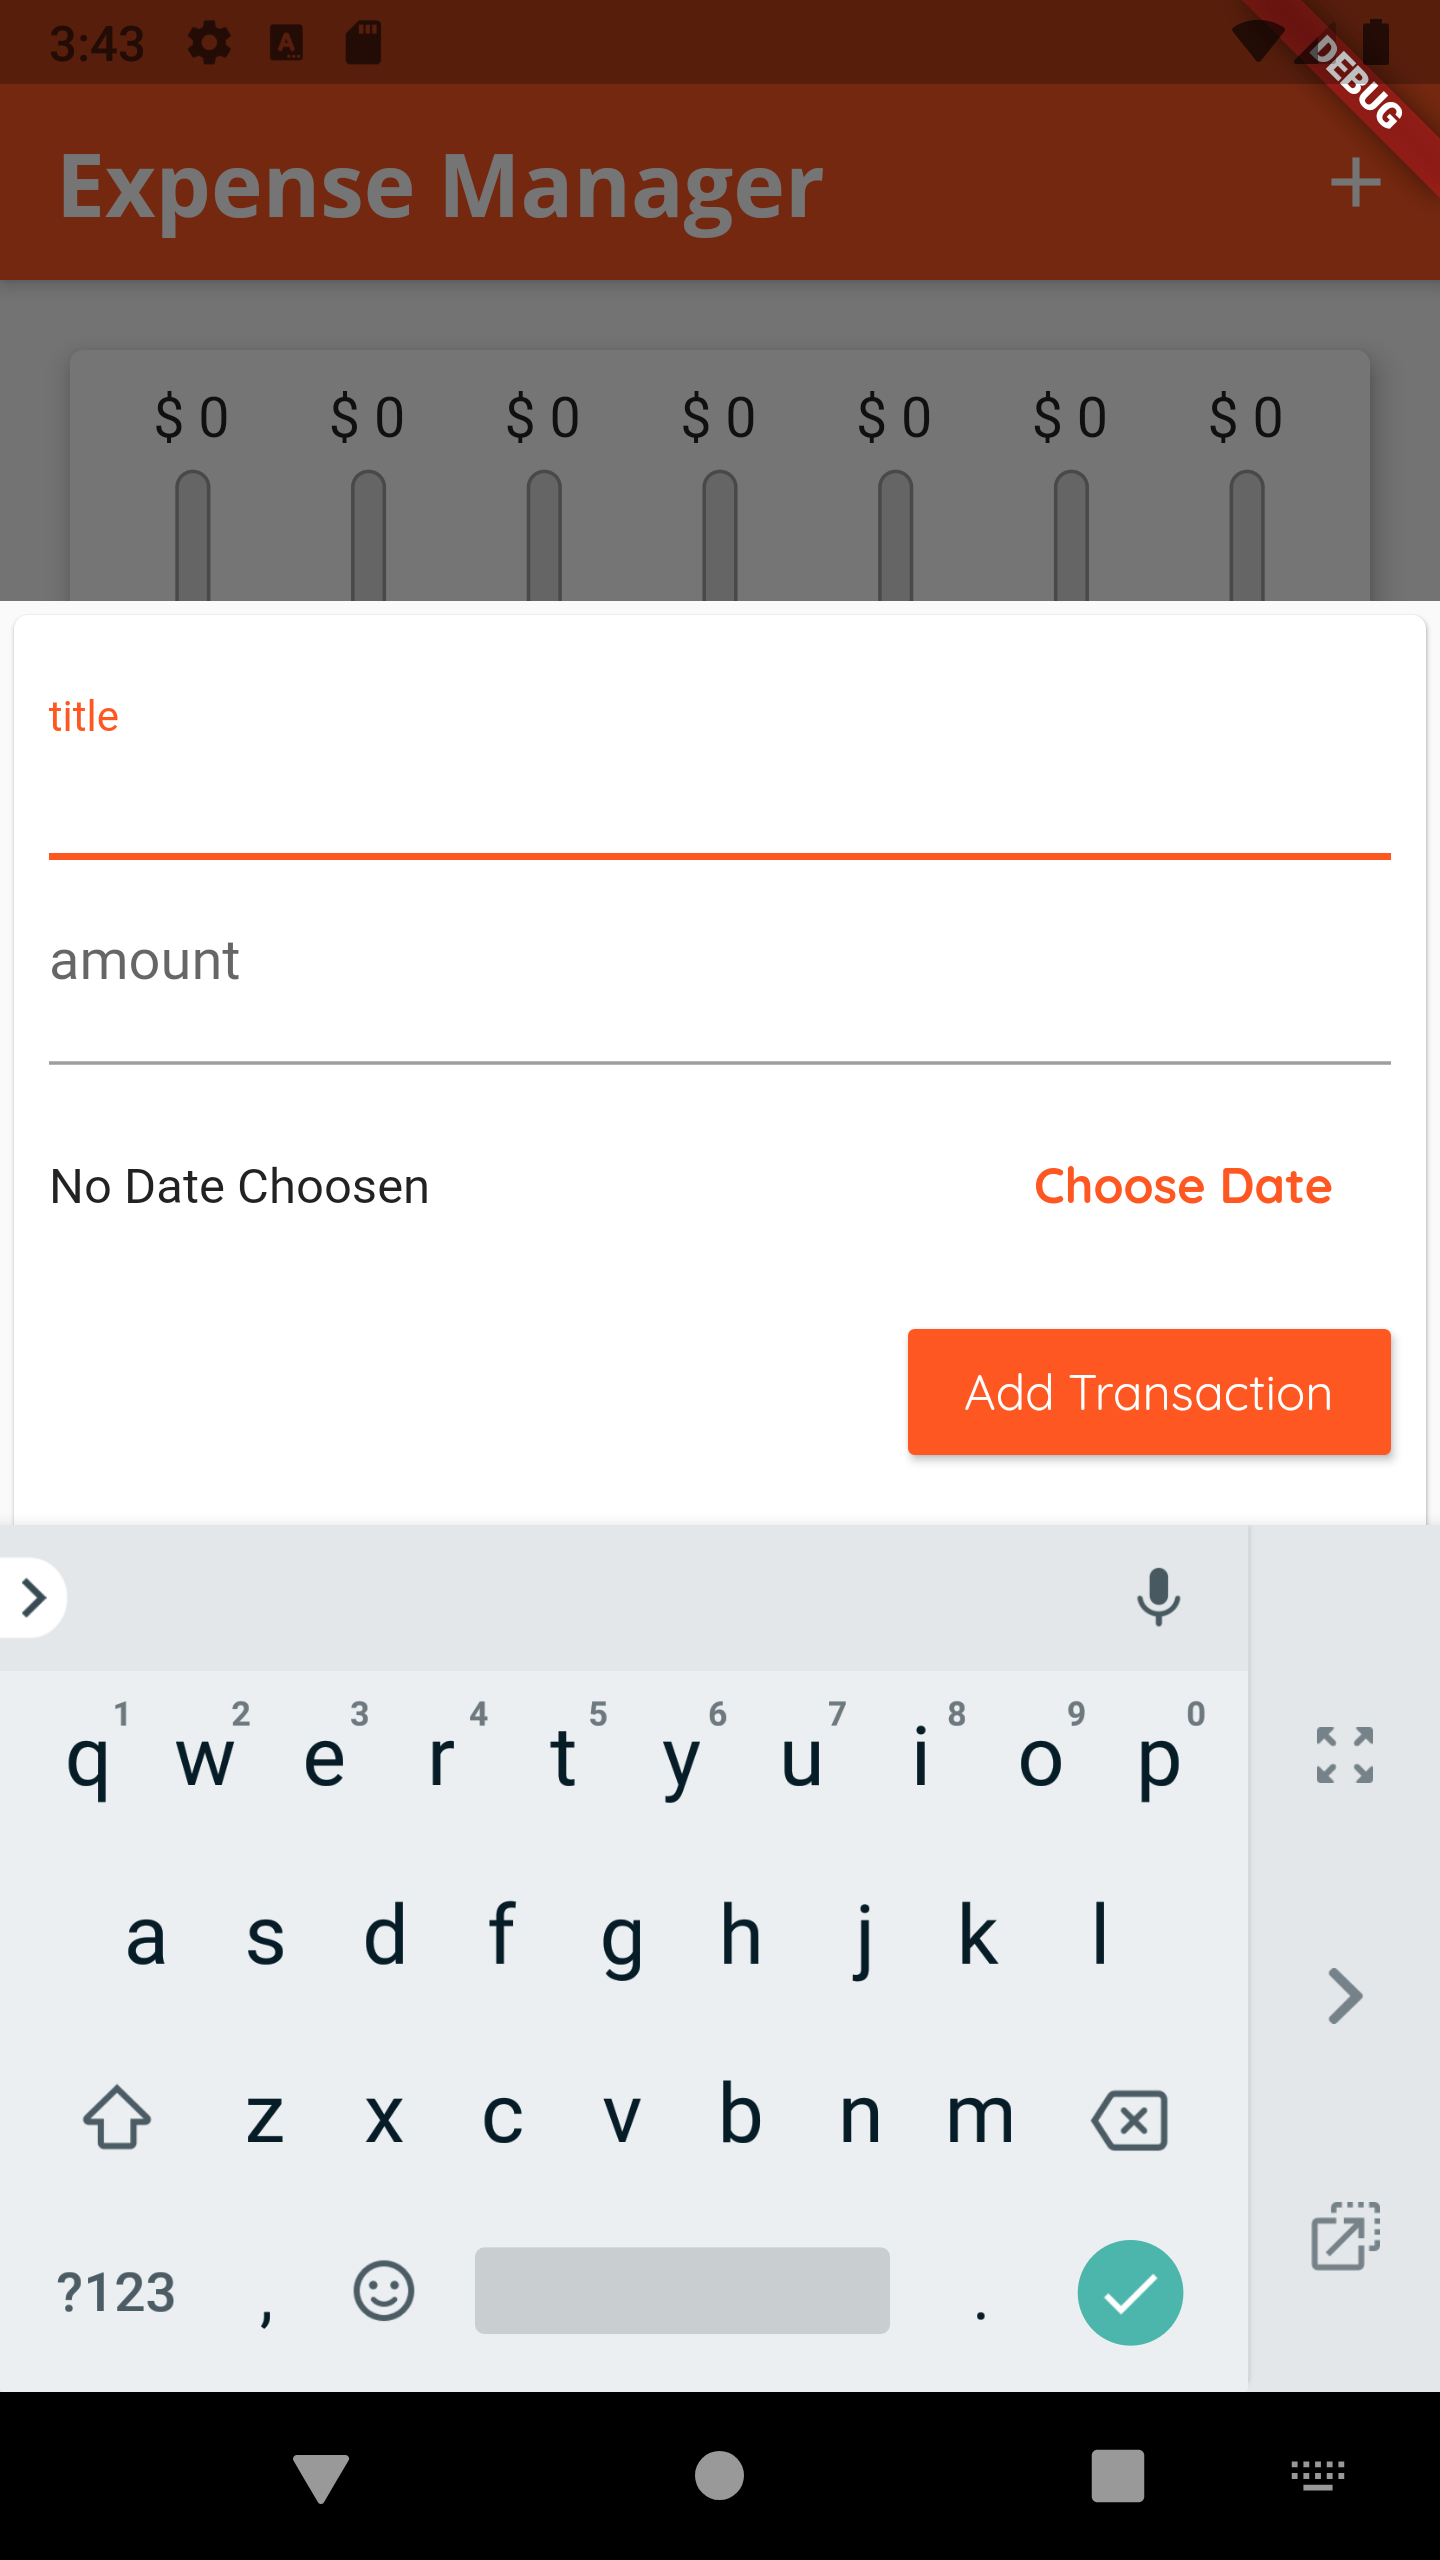 3:43
DEBUG
Expense Manager +
$ 0 $ 0 $ 0 $ 0 $ 0 $ 0 $ 0
title
amount
No Date Choosen Choose Date
Add Transaction
1 2 3 4 5 6 7 8 9 0
q w e r t y u i o p
a s d f g h j k l
z x c v b n m
?123 , .